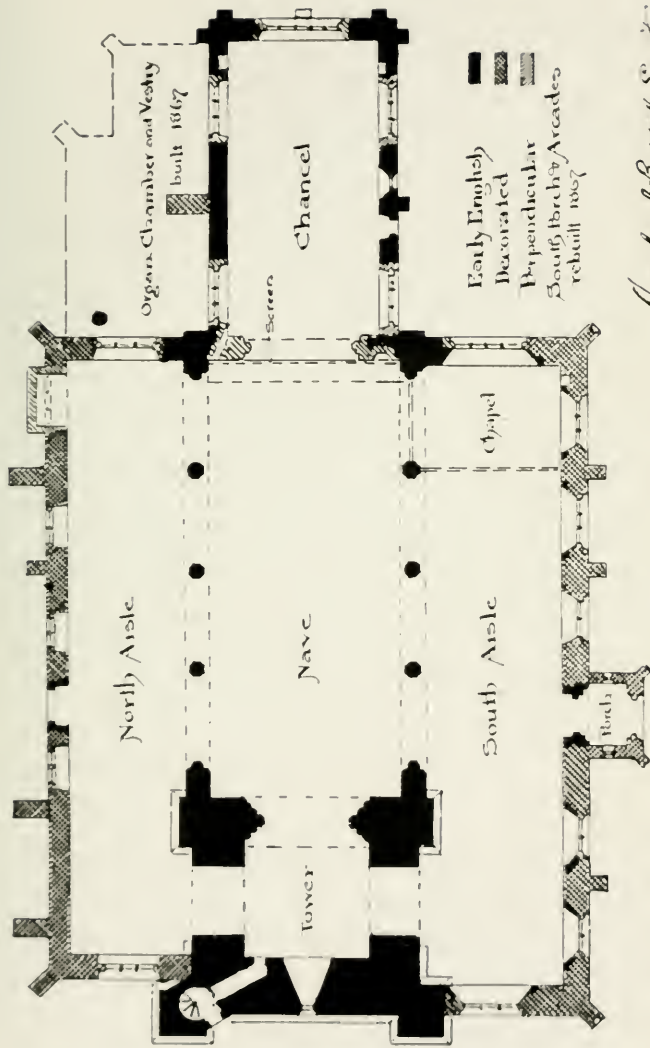 Organ Chamber and Vestry
built 1867
Chancel
Screen
North Aisle
Nave
Chapel
South Aisle
Tower
Porch
Early English
Decorated
Perpendicular
South Porch & Arcades
rebuilt 1867